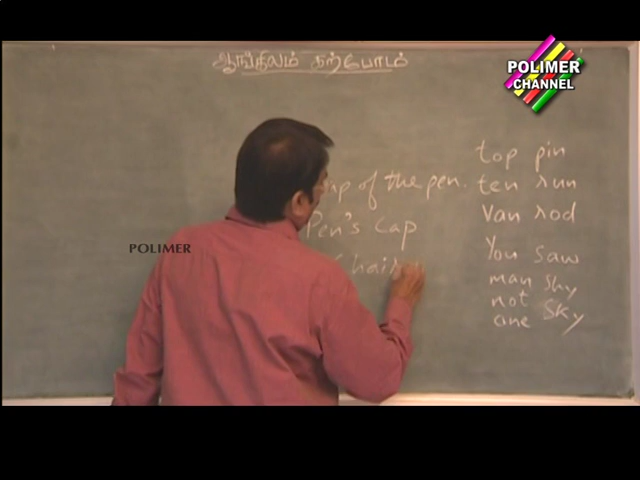 ஆங்கிலம் கற்போம்
POLIMER
CHANNEL
of the pen.
Pen's cap
top pin
ten run
van rod
You saw
man shy
not sky
one
POLIMER